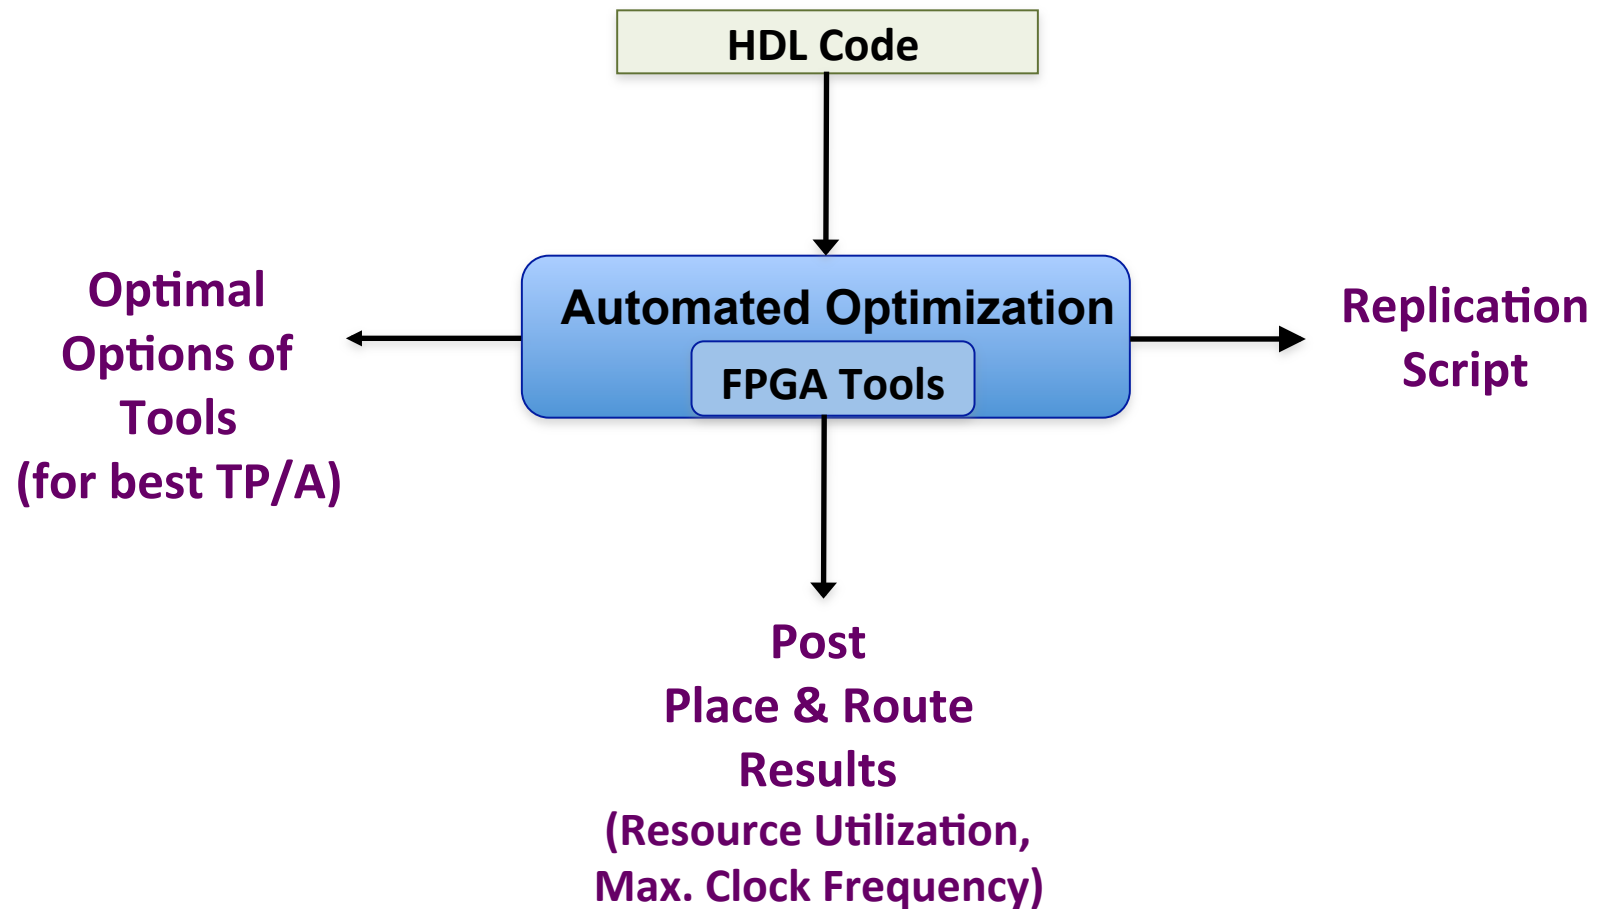 HDL Code
Automated Optimization
FPGA Tools
Optimal
Options of
Tools
(for best TP/A)
Replication
Script
Post
Place & Route
Results
(Resource Utilization,
Max. Clock Frequency)